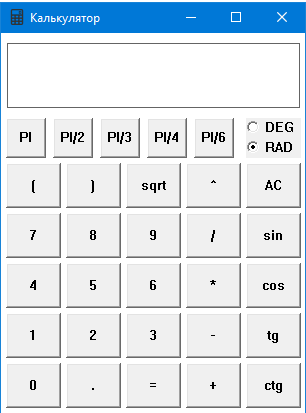 Калькулятор
PI PI/2 PI/3 PI/4 PI/6 DEG
RAD
( ) sqrt ^ AC
7 8 9 / sin
4 5 6 * cos
1 2 3 - tg
0 . = + ctg